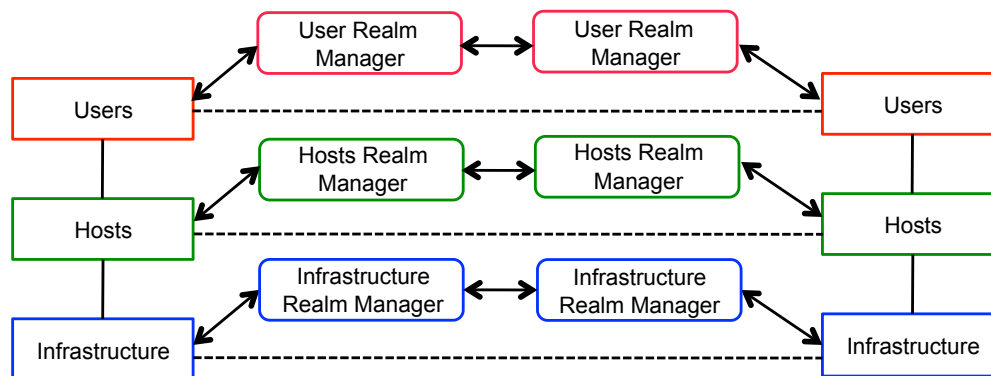 User Realm
Manager
User Realm
Manager
Users
Users
Hosts Realm
Manager
Hosts Realm
Manager
Hosts
Hosts
Infrastructure
Realm Manager
Infrastructure
Realm Manager
Infrastructure
Infrastructure